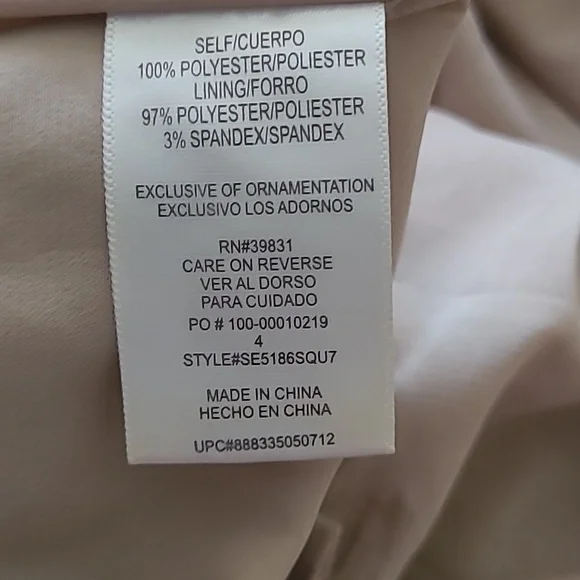 SELF/CUERPO
100% POLYESTER/POLIESTER
LINING/FORRO
97% POLYESTER/POLIESTER
3% SPANDEX/SPANDEX
EXCLUSIVE OF ORNAMENTATION
EXCLUSIVO LOS ADORNOS
RN#39831
CARE ON REVERSE
VER AL DORSO
PARA CUIDADO
PO # 100-00010219
4
STYLE#SE5186SQU7
MADE IN CHINA
HECHO EN CHINA
UPC#888335050712